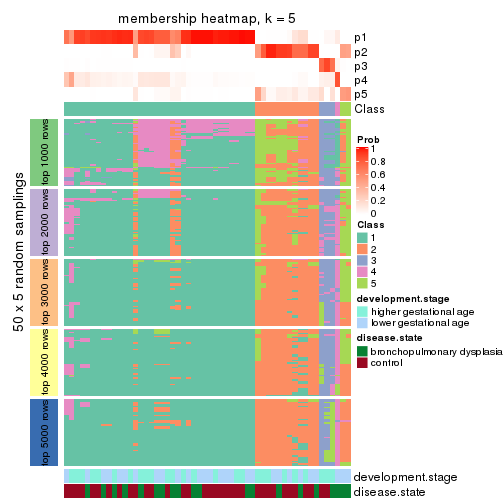 membership heatmap, k = 5
p1
p2
p3
p4
p5
Class
50 x 5 random samplings
top 1000 rows
top 2000 rows
top 3000 rows
top 4000 rows
top 5000 rows
Prob
1
0.8
0.6
0.4
0.2
0
Class
1
2
3
4
5
development.stage
higher gestational age
lower gestational age
disease.state
bronchopulmonary dysplasia
control
development.stage
disease.state